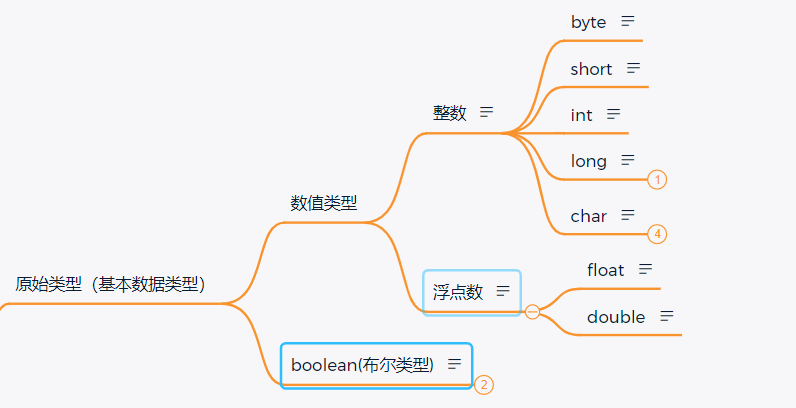 byte
short
整数
int
long
1
数值类型
char
4
原始类型（基本数据类型）
浮点数
float
double
boolean(布尔类型)
2